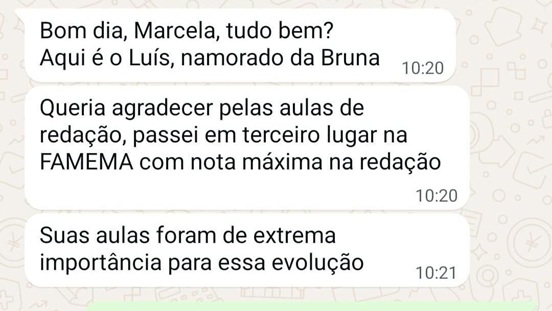 Bom dia, Marcela, tudo bem?
Aqui é o Luís, namorado da Bruna
10:20
Queria agradecer pelas aulas de
redação, passei em terceiro lugar na
FAMEMA com nota máxima na redação
10:20
Suas aulas foram de extrema
importância para essa evolução
10:21